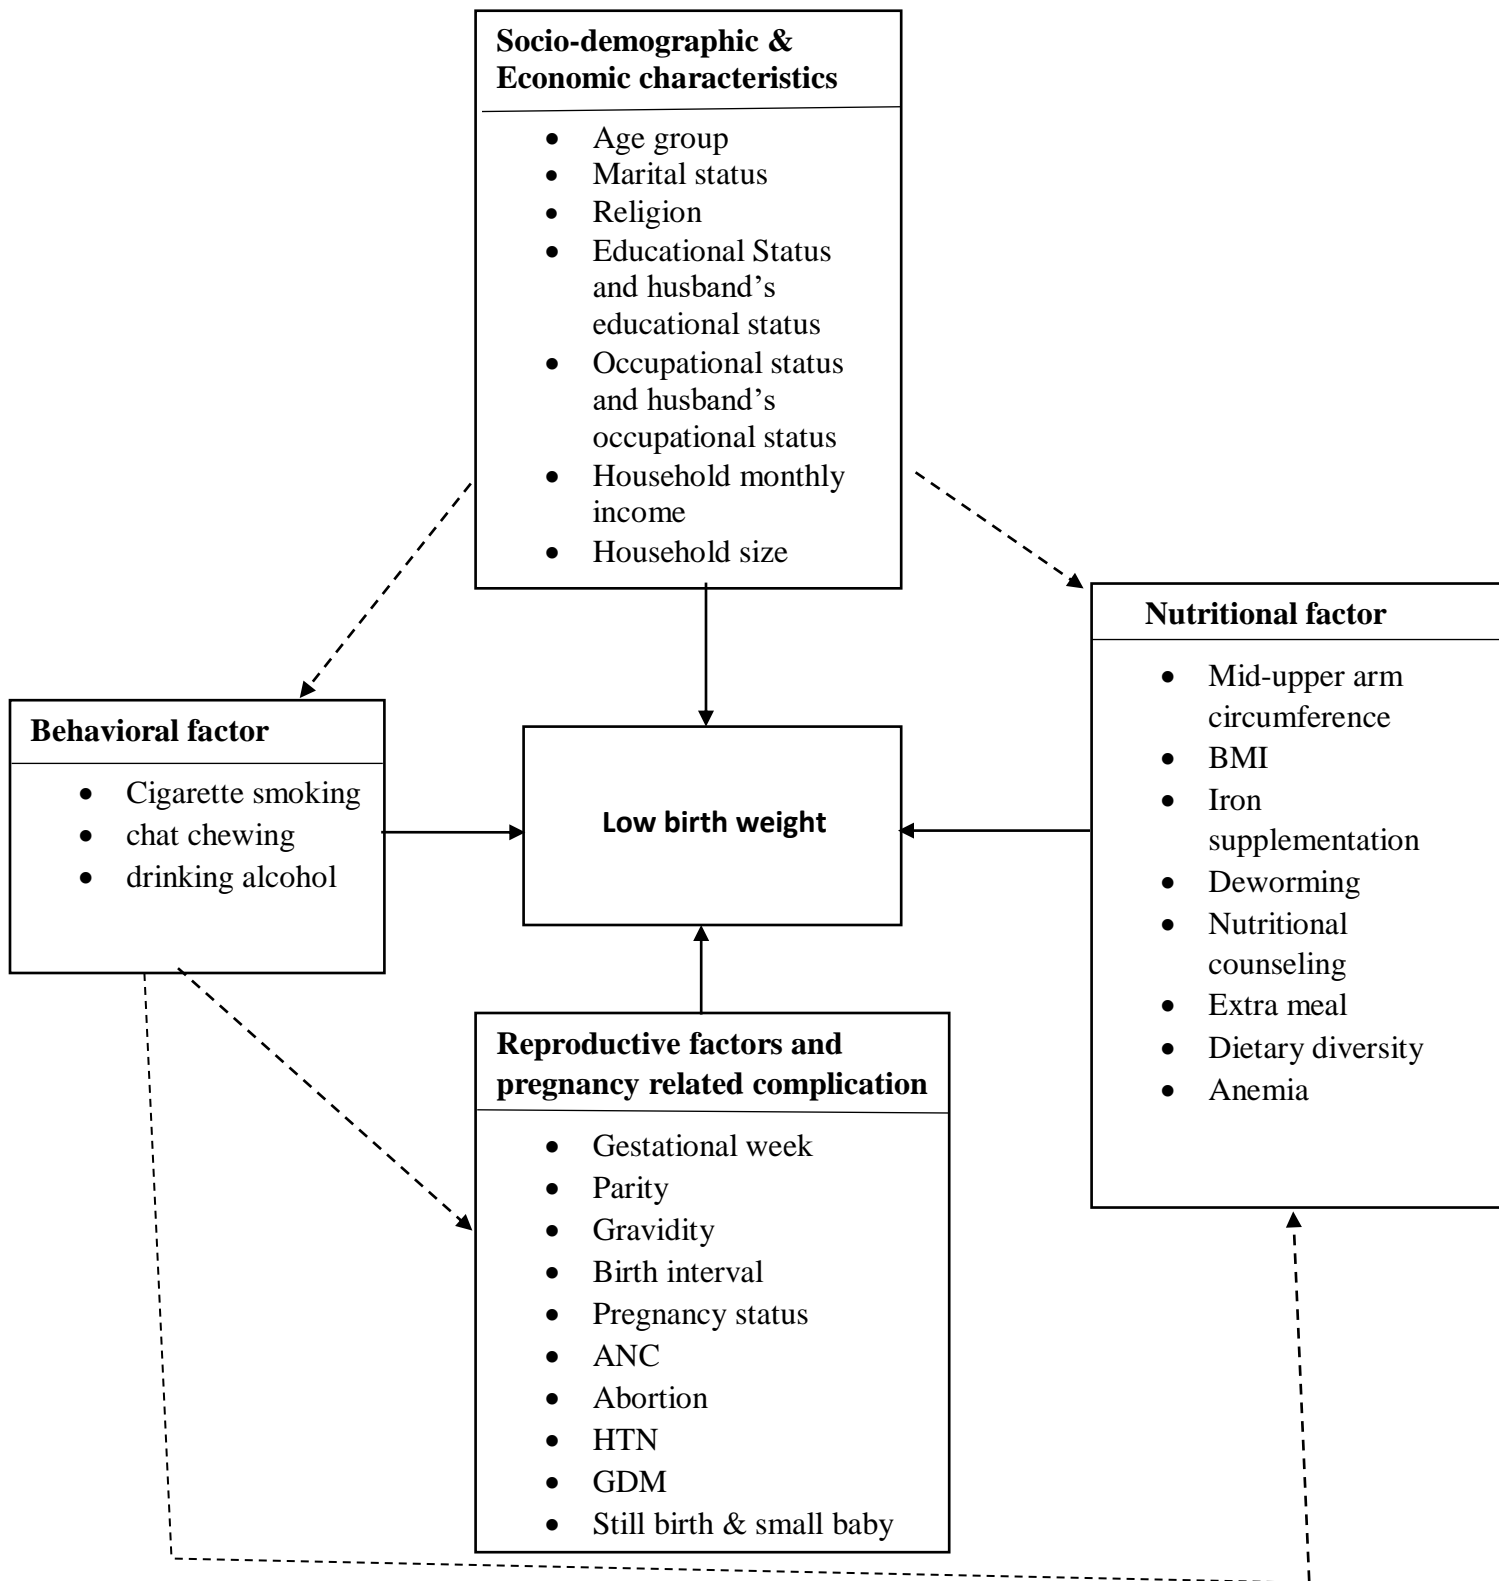 Socio-demographic &
Economic characteristics
• Age group
• Marital status
• Religion
• Educational Status
and husband’s
educational status
• Occupational status
and husband’s
occupational status
• Household monthly
income
• Household size
Nutritional factor
• Mid-upper arm
circumference
• BMI
• Iron
supplementation
• Deworming
• Nutritional
counseling
• Extra meal
• Dietary diversity
• Anemia
Behavioral factor
• Cigarette smoking
• chat chewing
• drinking alcohol
Low birth weight
Reproductive factors and
pregnancy related complication
• Gestational week
• Parity
• Gravidity
• Birth interval
• Pregnancy status
• ANC
• Abortion
• HTN
• GDM
• Still birth & small baby